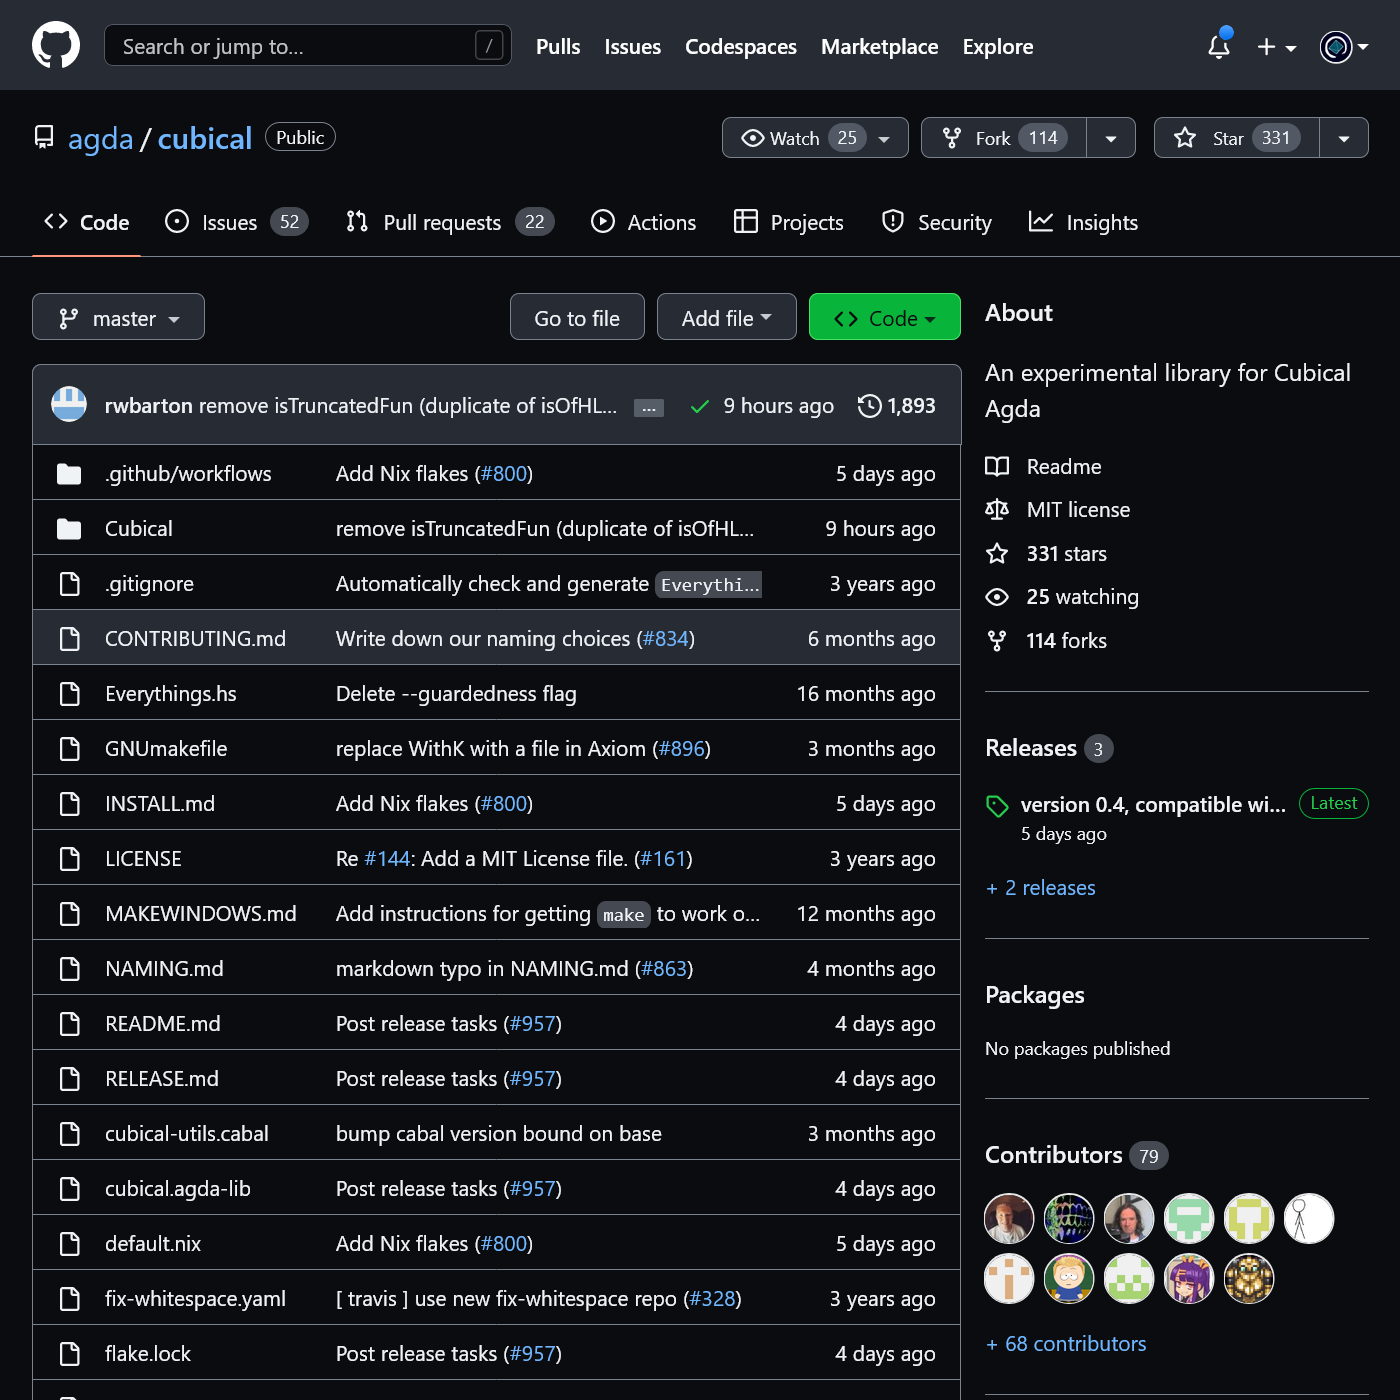 Search or jump to... / Pulls Issues Codespaces Marketplace Explore
agda / cubical Public Watch 25 Fork 114 Star 331
Code Issues 52 Pull requests 22 Actions Projects Security Insights
master Go to file Add file Code
rwbarton remove isTruncatedFun (duplicate of isOfHL... ... 9 hours ago 1,893
.github/workflows Add Nix flakes (#800) 5 days ago
Cubical remove isTruncatedFun (duplicate of isOfHL... 9 hours ago
.gitignore Automatically check and generate Everythi... 3 years ago
CONTRIBUTING.md Write down our naming choices (#834) 6 months ago
Everythings.hs Delete --guardedness flag 16 months ago
GNUmakefile replace WithK with a file in Axiom (#896) 3 months ago
INSTALL.md Add Nix flakes (#800) 5 days ago
LICENSE Re #144: Add a MIT License file. (#161) 3 years ago
MAKEWINDOWS.md Add instructions for getting make to work o... 12 months ago
NAMING.md markdown typo in NAMING.md (#863) 4 months ago
README.md Post release tasks (#957) 4 days ago
RELEASE.md Post release tasks (#957) 4 days ago
cubical-utils.cabal bump cabal version bound on base 3 months ago
cubical.agda-lib Post release tasks (#957) 4 days ago
default.nix Add Nix flakes (#800) 5 days ago
fix-whitespace.yaml [ travis ] use new fix-whitespace repo (#328) 3 years ago
flake.lock Post release tasks (#957) 4 days ago
About
An experimental library for Cubical
Agda
Readme
MIT license
331 stars
25 watching
114 forks
Releases 3
version 0.4, compatible wi... Latest
5 days ago
+ 2 releases
Packages
No packages published
Contributors 79
+ 68 contributors